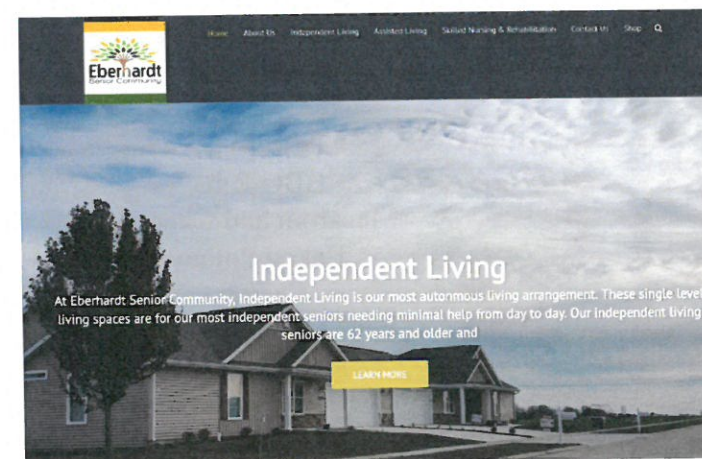 Home About Us Independent Living Assisted Living Skilled Nursing & Rehabilitation Contact Us Shop
Eberhardt
Senior Community
Independent Living
At Eberhardt Senior Community, Independent Living is our most autonmous living arrangement. These single level
living spaces are for our most independent seniors needing minimal help from day to day. Our independent living
seniors are 62 years and older and
LEARN MORE